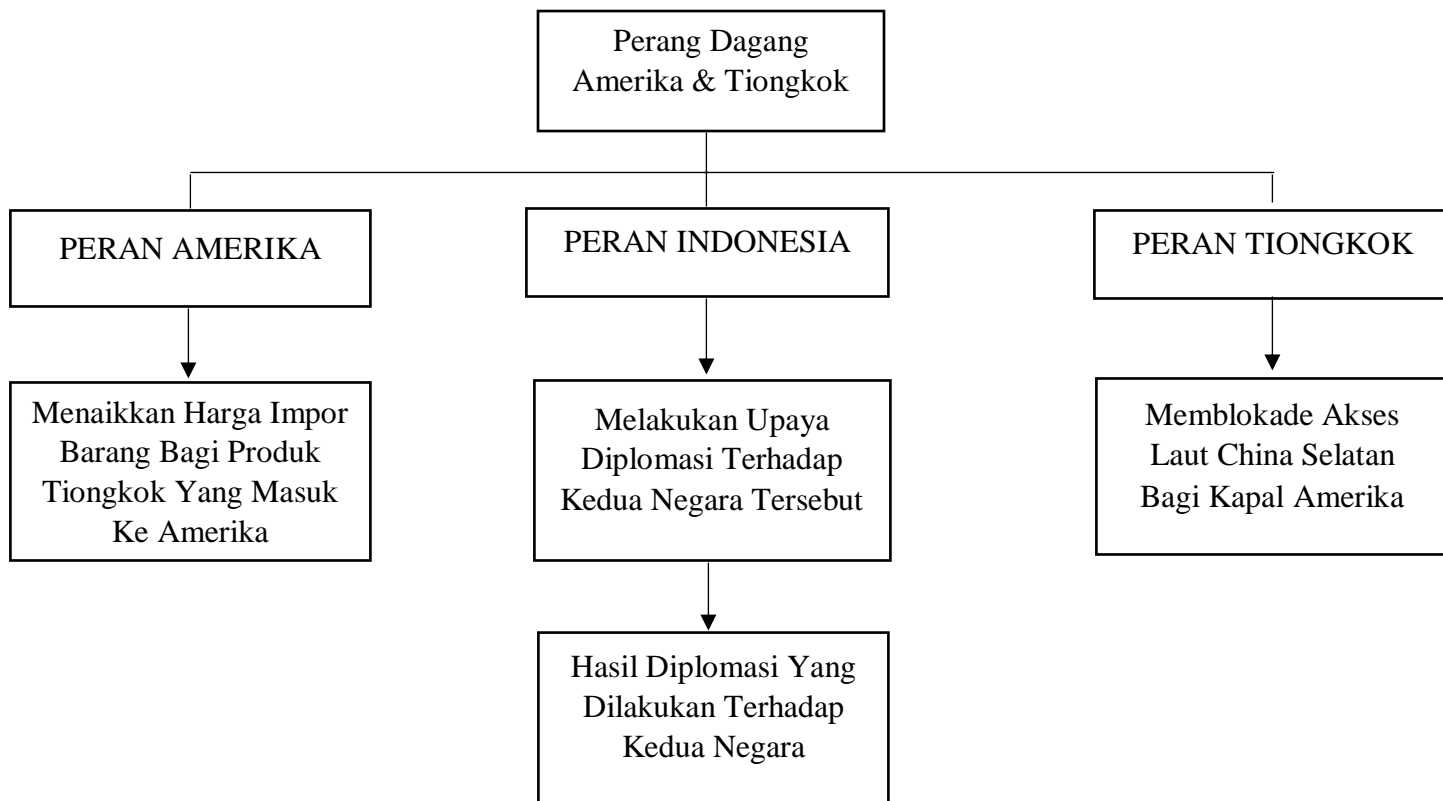 Perang Dagang
Amerika & Tiongkok
PERAN AMERIKA
PERAN INDONESIA
PERAN TIONGKOK
Menaikkan Harga Impor
Barang Bagi Produk
Tiongkok Yang Masuk
Ke Amerika
Melakukan Upaya
Diplomasi Terhadap
Kedua Negara Tersebut
Memblokade Akses
Laut China Selatan
Bagi Kapal Amerika
Hasil Diplomasi Yang
Dilakukan Terhadap
Kedua Negara